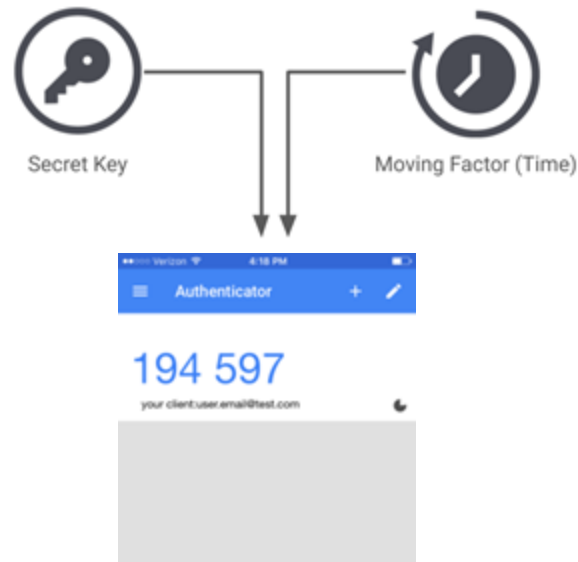 Secret Key
Moving Factor (Time)
Verizon 4:18 PM
Authenticator
194 597
your client:user.email@test.com